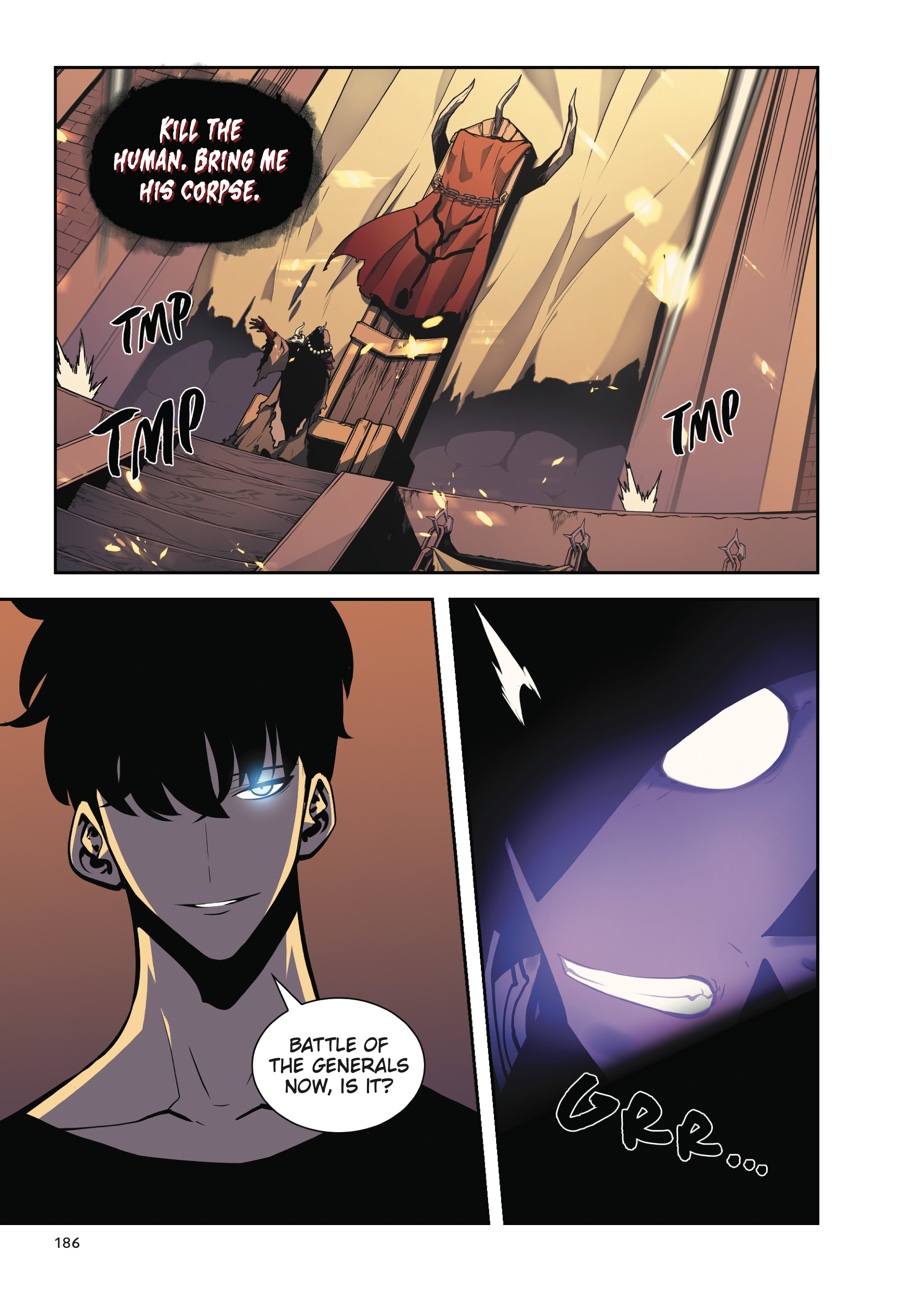 KILL THE
HUMAN. BRING ME
HIS CORPSE.
TMP
TMP
TMP
BATTLE OF
THE GENERALS
NOW, IS IT?
GRR...
186